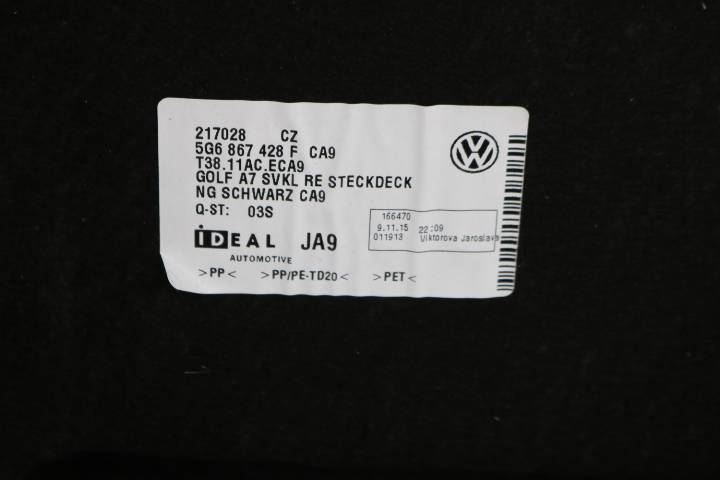 217028 CZ
5G6 867 428 F CA9
T38.11AC.ECA9
GOLF A7 SVKL RE STECKDECK
NG SCHWARZ CA9
Q-ST: 03S
166470
9.11.15 22:09
011913 Viktorova Jaroslava
iDEAL JA9
AUTOMOTIVE
>PP< >PP/PE-TD20< >PET<